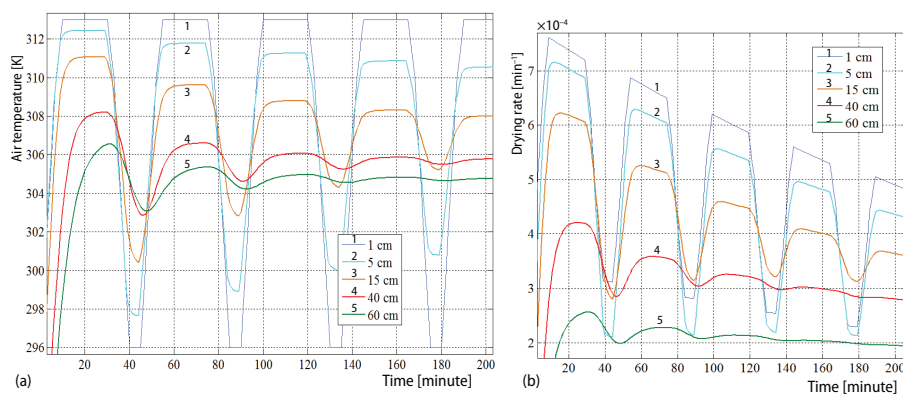 Air temperature [K]
312
310
308
306
304
302
300
298
296
20 40 60 80 100 120 140 160 180 200
Time [minute]
(a)
1
2
3
4
5
1 1 cm
2 5 cm
3 15 cm
4 40 cm
5 60 cm
×10⁻⁴
Drying rate [min⁻¹]
7
6
5
4
3
2
20 40 60 80 100 120 140 160 180 200
Time [minute]
(b)
1
2
3
4
5
1 1 cm
2 5 cm
3 15 cm
4 40 cm
5 60 cm